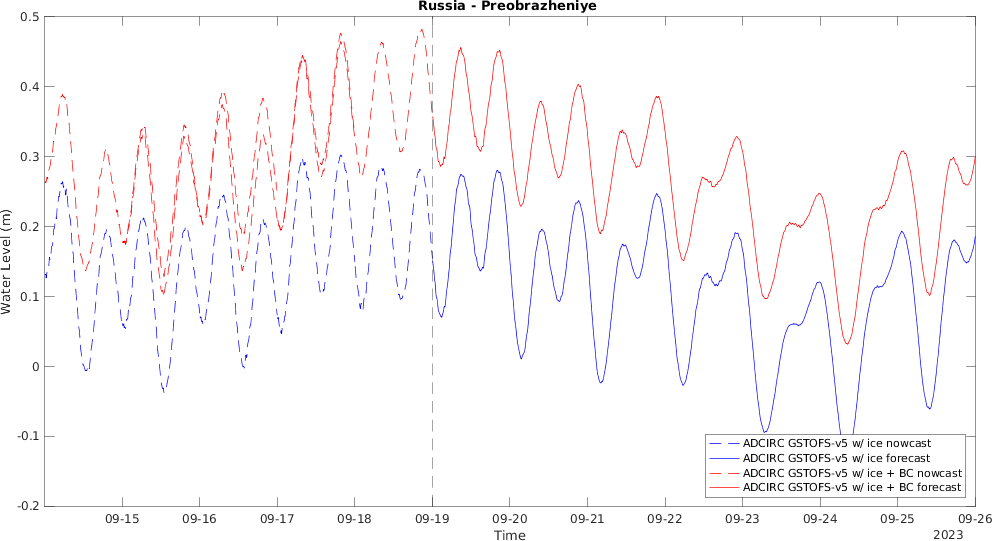 Russia - Preobrazheniye
0.5
0.4
0.3
0.2
0.1
0
-0.1
-0.2
Water Level (m)
ADCIRC GSTOFS-v5 w/ ice nowcast
ADCIRC GSTOFS-v5 w/ ice forecast
ADCIRC GSTOFS-v5 w/ ice + BC nowcast
ADCIRC GSTOFS-v5 w/ ice + BC forecast
09-15 09-16 09-17 09-18 09-19 09-20 09-21 09-22 09-23 09-24 09-25 09-26
Time
2023